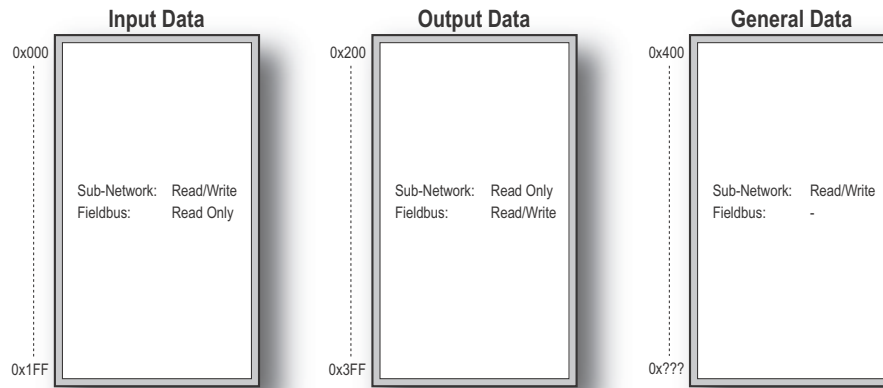 Input Data
0x000
Sub-Network: Read/Write
Fieldbus: Read Only
0x1FF
Output Data
0x200
Sub-Network: Read Only
Fieldbus: Read/Write
0x3FF
General Data
0x400
Sub-Network: Read/Write
Fieldbus: -
0x???